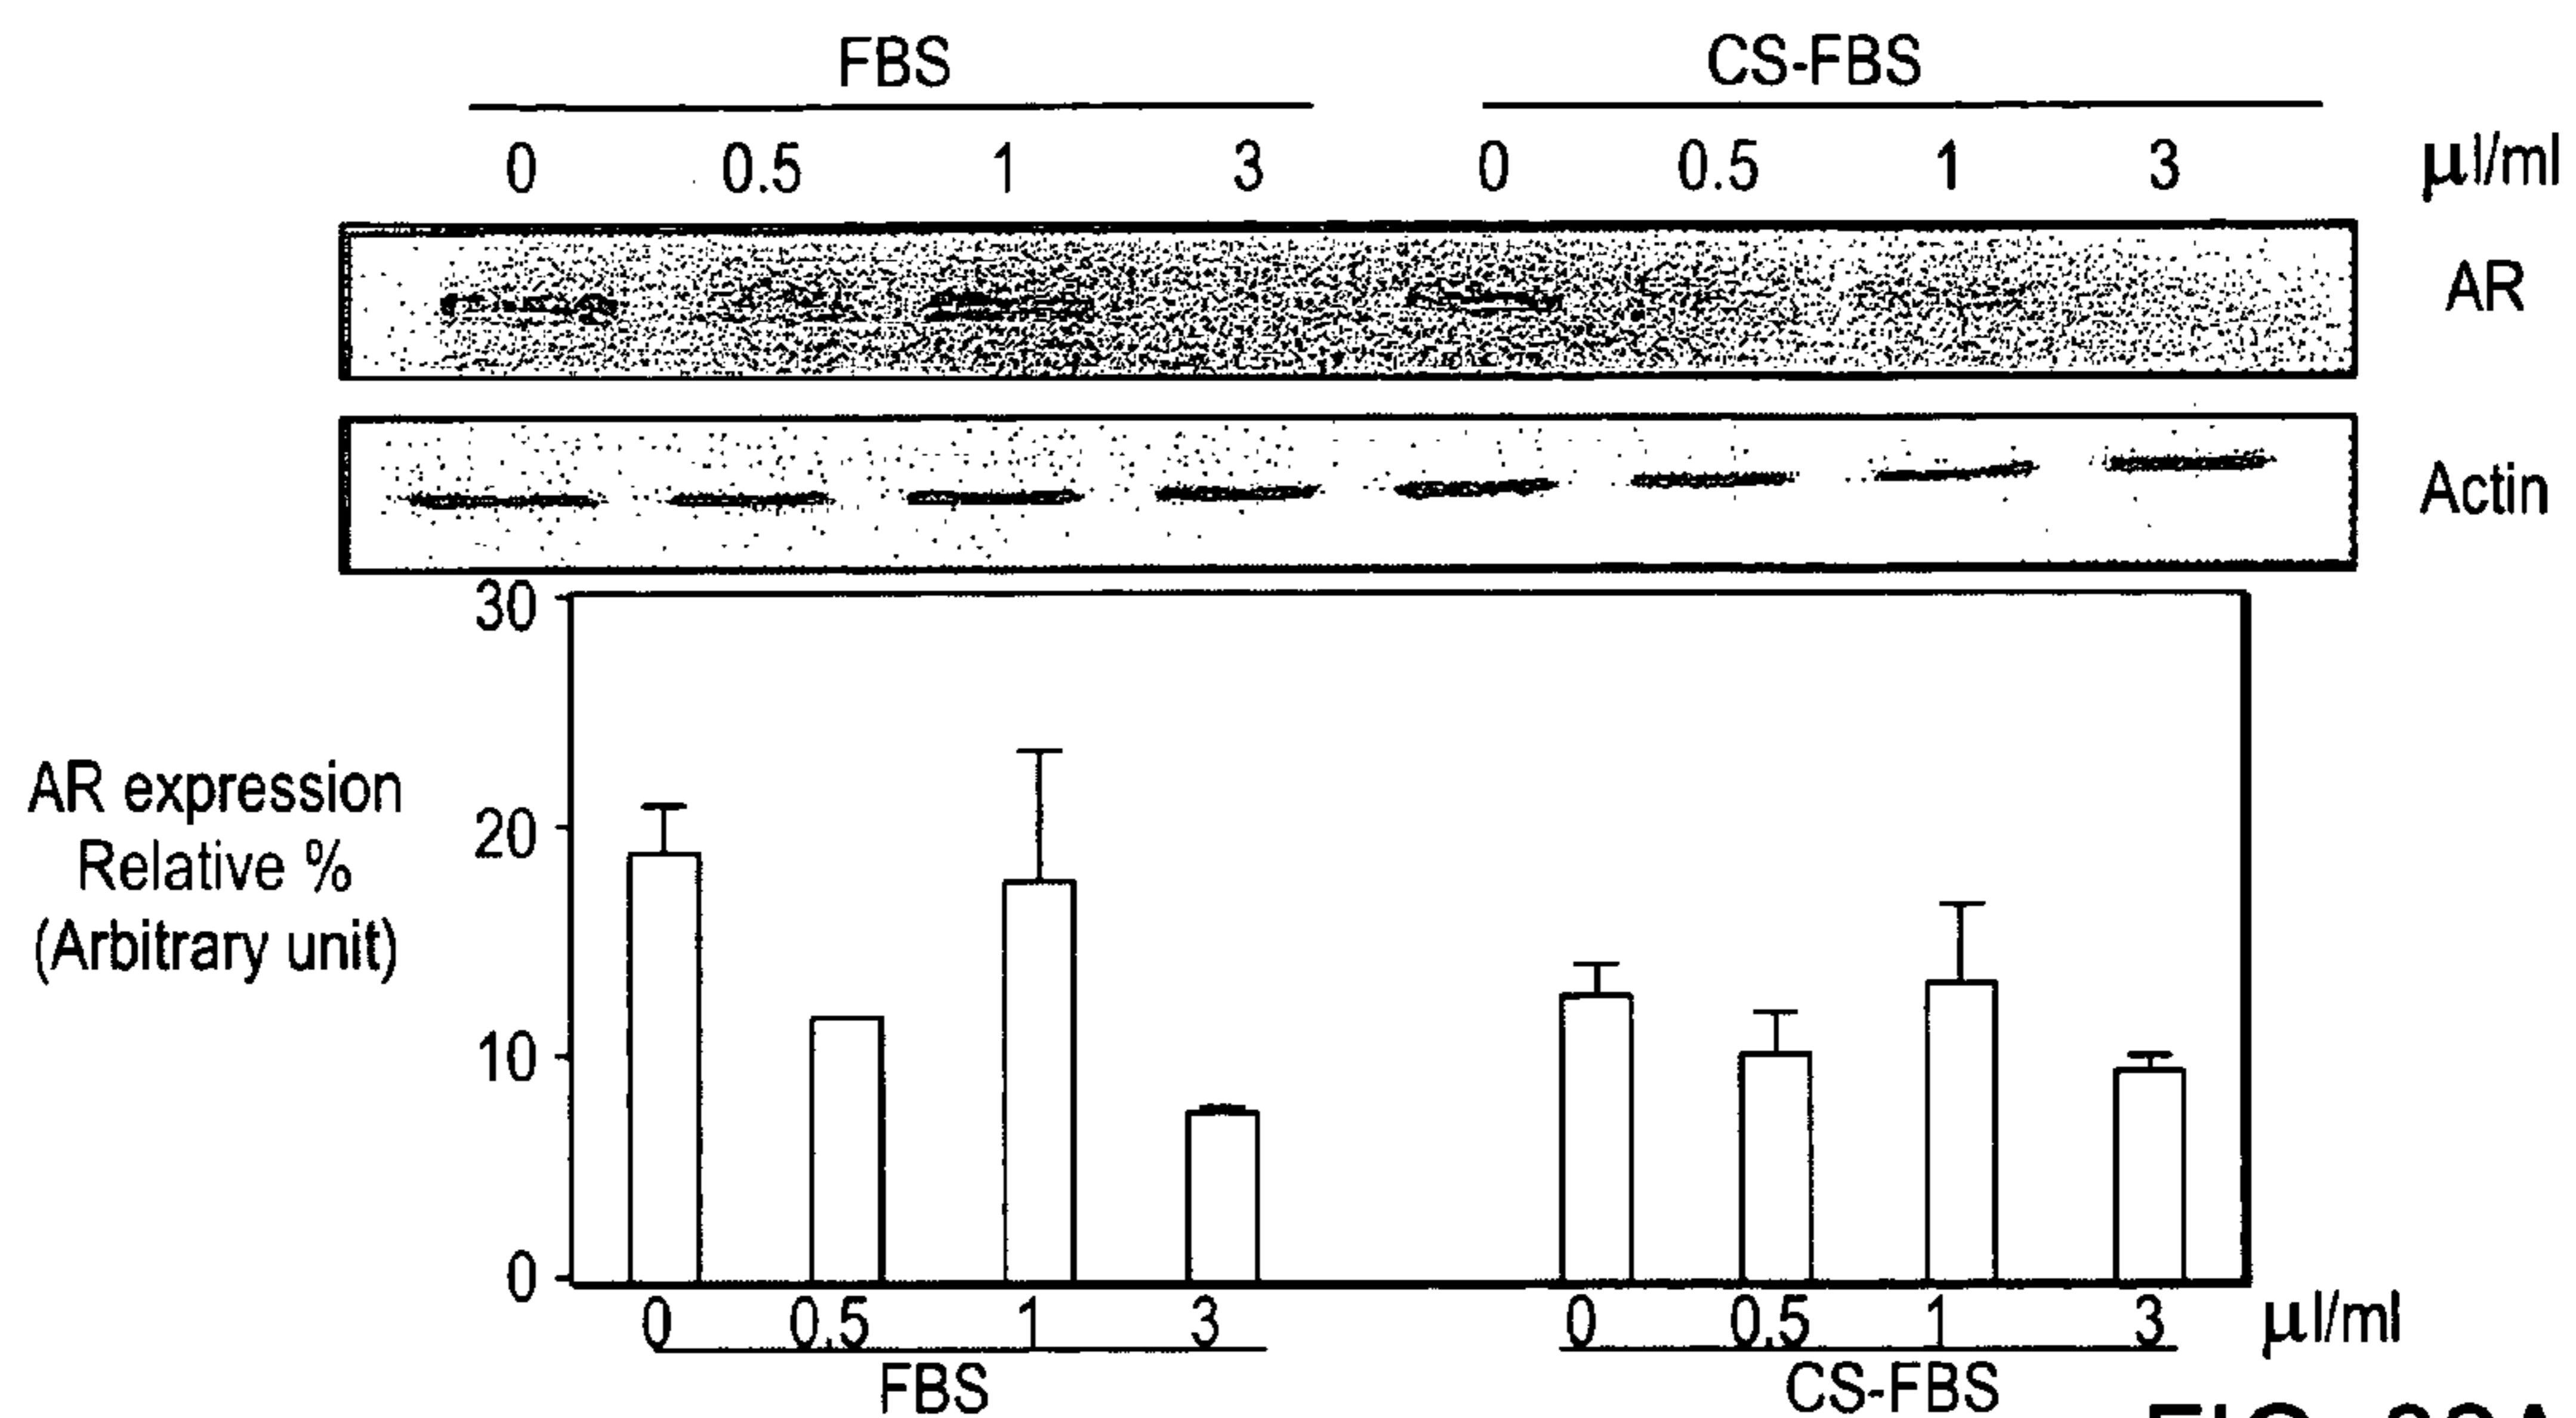 FBS CS-FBS
0 0.5 1 3 0 0.5 1 3 μl/ml
AR
Actin
30
20
10
0
AR expression
Relative %
(Arbitrary unit)
0 0.5 1 3 0 0.5 1 3 μl/ml
FBS CS-FBS